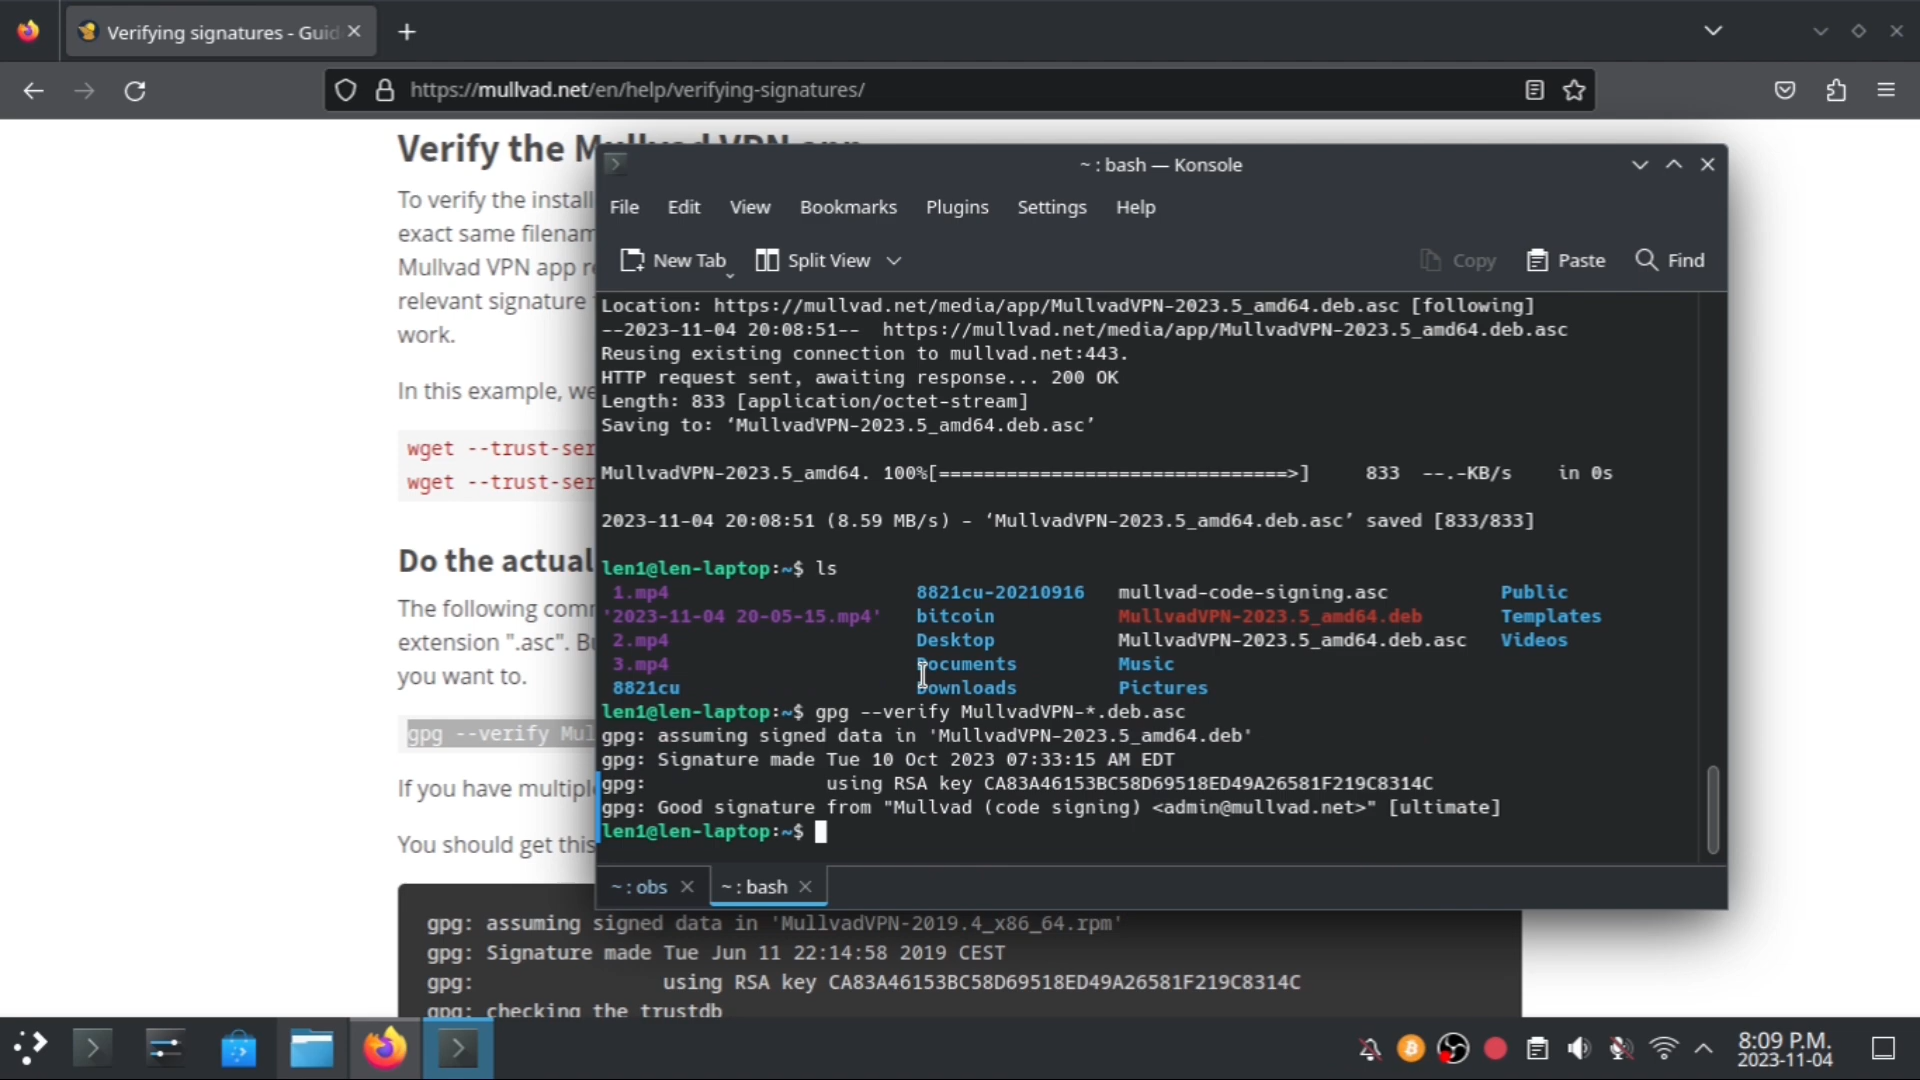 Verifying signatures - Guid
https://mullvad.net/en/help/verifying-signatures/
Verify the Mullvad VPN app
To verify the install
exact same filenam
Mullvad VPN app re
relevant signature
work.
In this example, we
wget --trust-ser
wget --trust-ser
Do the actual
The following com
extension ".asc". B
you want to.
gpg --verify Mul
If you have multipl
You should get this
gpg: assuming signed data in 'MullvadVPN-2019.4_x86_64.rpm'
gpg: Signature made Tue Jun 11 22:14:58 2019 CEST
gpg:                using RSA key CA83A46153BC58D69518ED49A26581F219C8314C
gpg: checking the trustdb
~ : bash — Konsole
File Edit View Bookmarks Plugins Settings Help
New Tab Split View Copy Paste Find
Location: https://mullvad.net/media/app/MullvadVPN-2023.5_amd64.deb.asc [following]
--2023-11-04 20:08:51--  https://mullvad.net/media/app/MullvadVPN-2023.5_amd64.deb.asc
Reusing existing connection to mullvad.net:443.
HTTP request sent, awaiting response... 200 OK
Length: 833 [application/octet-stream]
Saving to: ‘MullvadVPN-2023.5_amd64.deb.asc’
MullvadVPN-2023.5_amd64. 100%[===============================>]     833  --.-KB/s    in 0s
2023-11-04 20:08:51 (8.59 MB/s) - ‘MullvadVPN-2023.5_amd64.deb.asc’ saved [833/833]
len1@len-laptop:~$ ls
1.mp4 8821cu-20210916 mullvad-code-signing.asc Public
'2023-11-04 20-05-15.mp4' bitcoin MullvadVPN-2023.5_amd64.deb Templates
2.mp4 Desktop MullvadVPN-2023.5_amd64.deb.asc Videos
3.mp4 Documents Music
8821cu Downloads Pictures
len1@len-laptop:~$ gpg --verify MullvadVPN-*.deb.asc
gpg: assuming signed data in 'MullvadVPN-2023.5_amd64.deb'
gpg: Signature made Tue 10 Oct 2023 07:33:15 AM EDT
gpg:                using RSA key CA83A46153BC58D69518ED49A26581F219C8314C
gpg: Good signature from "Mullvad (code signing) <admin@mullvad.net>" [ultimate]
len1@len-laptop:~$
~ : obs ~ : bash
8:09 P.M.
2023-11-04